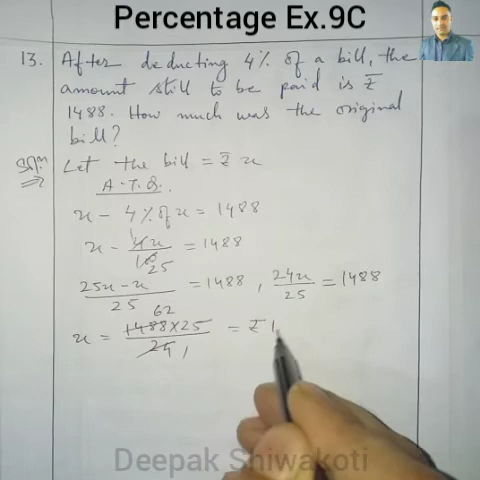 Percentage Ex.9C
13. After deducting 4% of a bill, the
amount still to be paid is ₹
1488. How much was the original
bill?
Soln Let the bill = ₹ x
⇒ A.T.S.
x - 4% of x = 1488
x - 4x/100 = 1488
1 25
25x - x/25 = 1488, 24x/25 = 1488
62
x = 1488×25/24 = ₹ 1
1
Deepak Shiwakoti